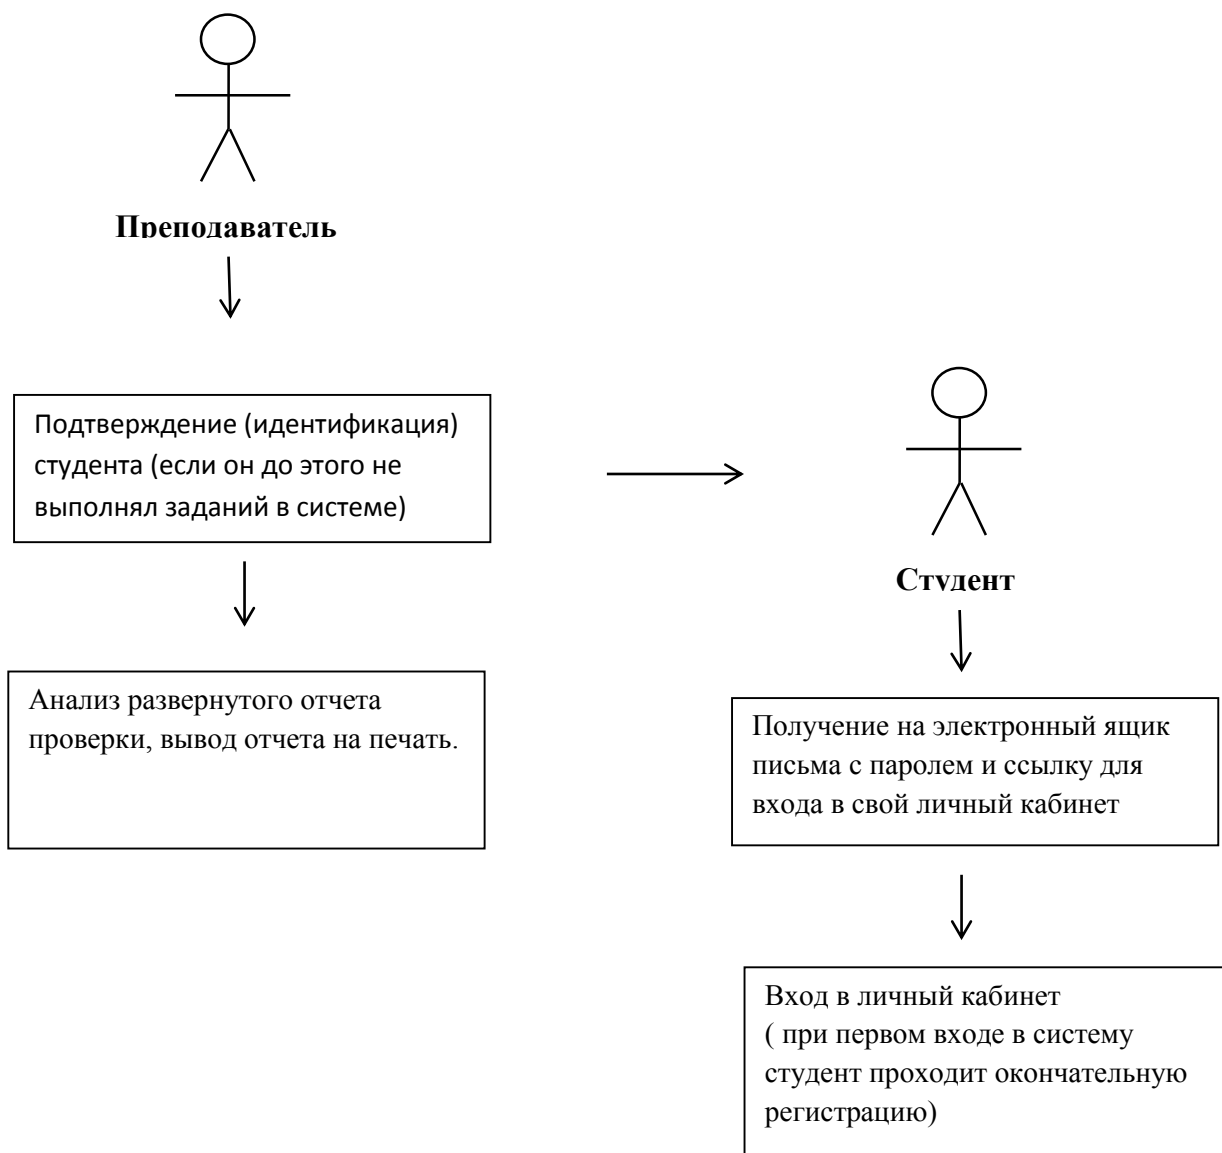 Преподаватель
Подтверждение (идентификация)
студента (если он до этого не
выполнял заданий в системе)
Студент
Анализ развернутого отчета
проверки, вывод отчета на печать.
Получение на электронный ящик
письма с паролем и ссылку для
входа в свой личный кабинет
Вход в личный кабинет
( при первом входе в систему
студент проходит окончательную
регистрацию)